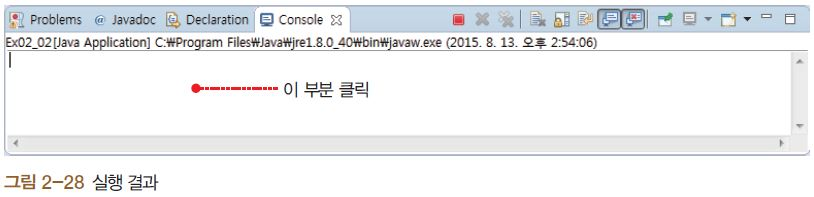 Problems @ Javadoc Declaration Console
Ex02_02[Java Application] C:₩Program Files₩Java₩jre1.8.0_40₩bin₩javaw.exe (2015. 8. 13. 오후 2:54:06)
이 부분 클릭
그림 2-28 실행 결과